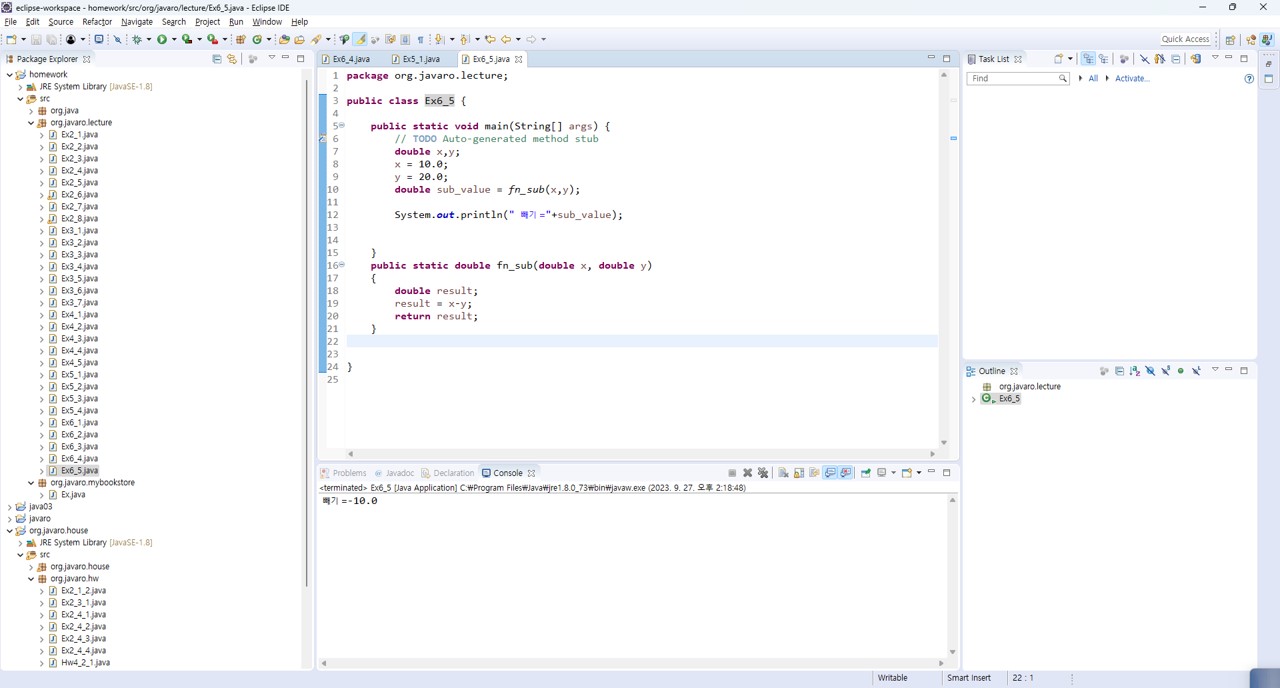 eclipse-workspace - homework/src/org/javaro/lecture/Ex6_5.java - Eclipse IDE
File Edit Source Refactor Navigate Search Project Run Window Help
Quick Access
Package Explorer
homework
JRE System Library [JavaSE-1.8]
src
org.java
org.javaro.lecture
Ex2_1.java
Ex2_2.java
Ex2_3.java
Ex2_4.java
Ex2_5.java
Ex2_6.java
Ex2_7.java
Ex2_8.java
Ex3_1.java
Ex3_2.java
Ex3_3.java
Ex3_4.java
Ex3_5.java
Ex3_6.java
Ex3_7.java
Ex4_1.java
Ex4_2.java
Ex4_3.java
Ex4_4.java
Ex4_5.java
Ex5_1.java
Ex5_2.java
Ex5_3.java
Ex5_4.java
Ex6_1.java
Ex6_2.java
Ex6_3.java
Ex6_4.java
Ex6_5.java
org.javaro.mybookstore
Ex.java
java03
javaro
org.javaro.house
JRE System Library [JavaSE-1.8]
src
org.javaro.house
org.javaro.hw
Ex2_1_2.java
Ex2_3_1.java
Ex2_4_1.java
Ex2_4_2.java
Ex2_4_3.java
Ex2_4_4.java
Hw4_2_1.java
Ex6_4.java Ex5_1.java Ex6_5.java
1 package org.javaro.lecture;
2
3 public class Ex6_5 {
4
5 public static void main(String[] args) {
6 // TODO Auto-generated method stub
7 double x,y;
8 x = 10.0;
9 y = 20.0;
10 double sub_value = fn_sub(x,y);
11
12 System.out.println(" 빼기 ="+sub_value);
13
14
15 }
16 public static double fn_sub(double x, double y)
17 {
18 double result;
19 result = x-y;
20 return result;
21 }
22
23
24 }
25
Problems Javadoc Declaration Console
<terminated> Ex6_5 [Java Application] C:₩Program Files₩Java₩jre1.8.0_73₩bin₩javaw.exe (2023. 9. 27. 오후 2:18:48)
빼기 =-10.0
Task List
Find All Activate...
Outline
org.javaro.lecture
Ex6_5
Writable Smart Insert 22 : 1